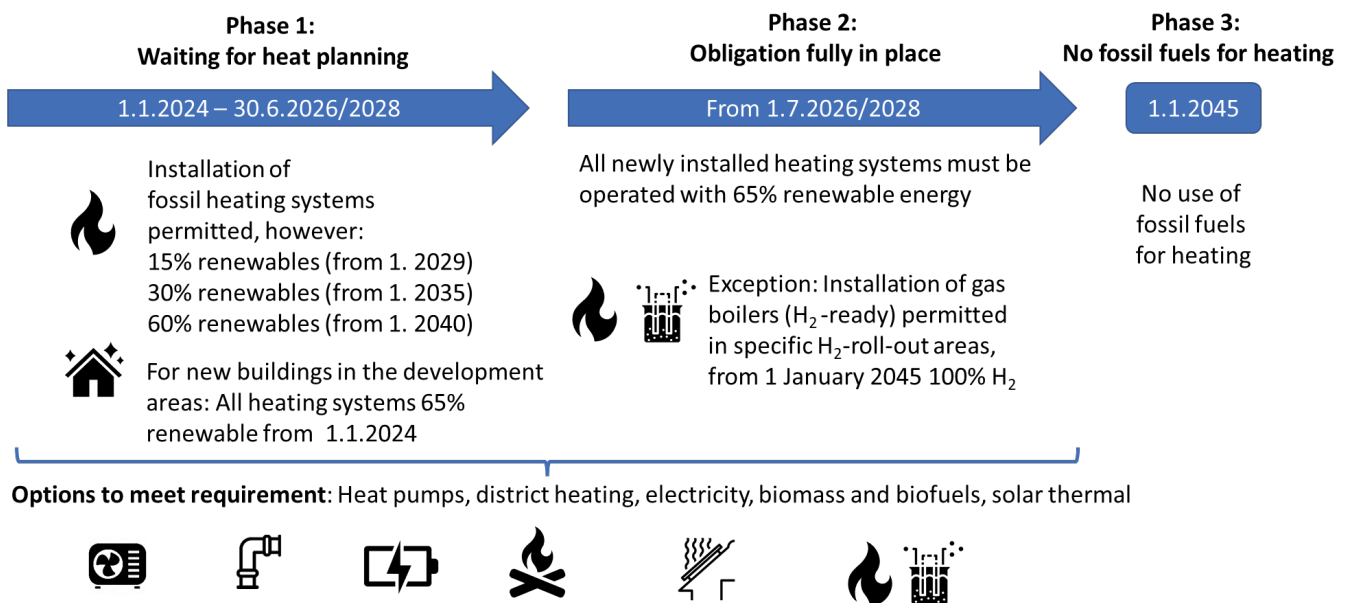 Phase 1:
Waiting for heat planning
1.1.2024 – 30.6.2026/2028
Installation of
fossil heating systems
permitted, however:
15% renewables (from 1. 2029)
30% renewables (from 1. 2035)
60% renewables (from 1. 2040)
For new buildings in the development
areas: All heating systems 65%
renewable from 1.1.2024
Phase 2:
Obligation fully in place
From 1.7.2026/2028
All newly installed heating systems must be
operated with 65% renewable energy
Exception: Installation of gas
boilers (H₂-ready) permitted
in specific H₂-roll-out areas,
from 1 January 2045 100% H₂
Phase 3:
No fossil fuels for heating
1.1.2045
No use of
fossil fuels
for heating
Options to meet requirement: Heat pumps, district heating, electricity, biomass and biofuels, solar thermal